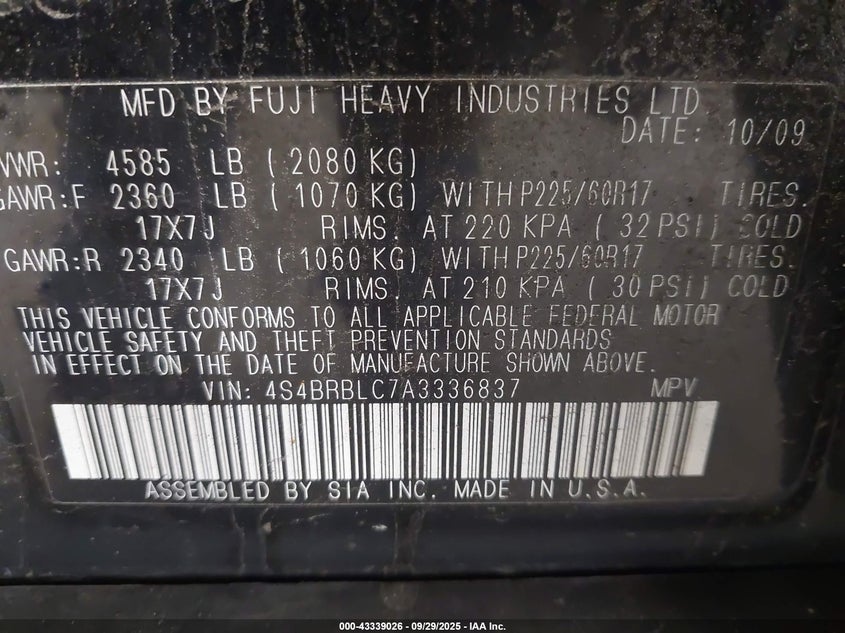 MFD BY FUJI HEAVY INDUSTRIES LTD
DATE: 10/09
VWR: 4585 LB ( 2080 KG)
GAWR:F 2360 LB ( 1070 KG) WITH P225/60R17 TIRES.
17X7J RIMS. AT 220 KPA ( 32 PSI) COLD
GAWR:R 2340 LB ( 1060 KG) WITH P225/60R17 TIRES.
17X7J RIMS. AT 210 KPA ( 30 PSI) COLD
THIS VEHICLE CONFORMS TO ALL APPLICABLE FEDERAL MOTOR
VEHICLE SAFETY AND THEFT PREVENTION STANDARDS
IN EFFECT ON THE DATE OF MANUFACTURE SHOWN ABOVE.
VIN: 4S4BRBLC7A3336837 MPV
ASSEMBLED BY SIA INC. MADE IN U.S.A.
000-43339026 - 09/29/2025 - IAA Inc.